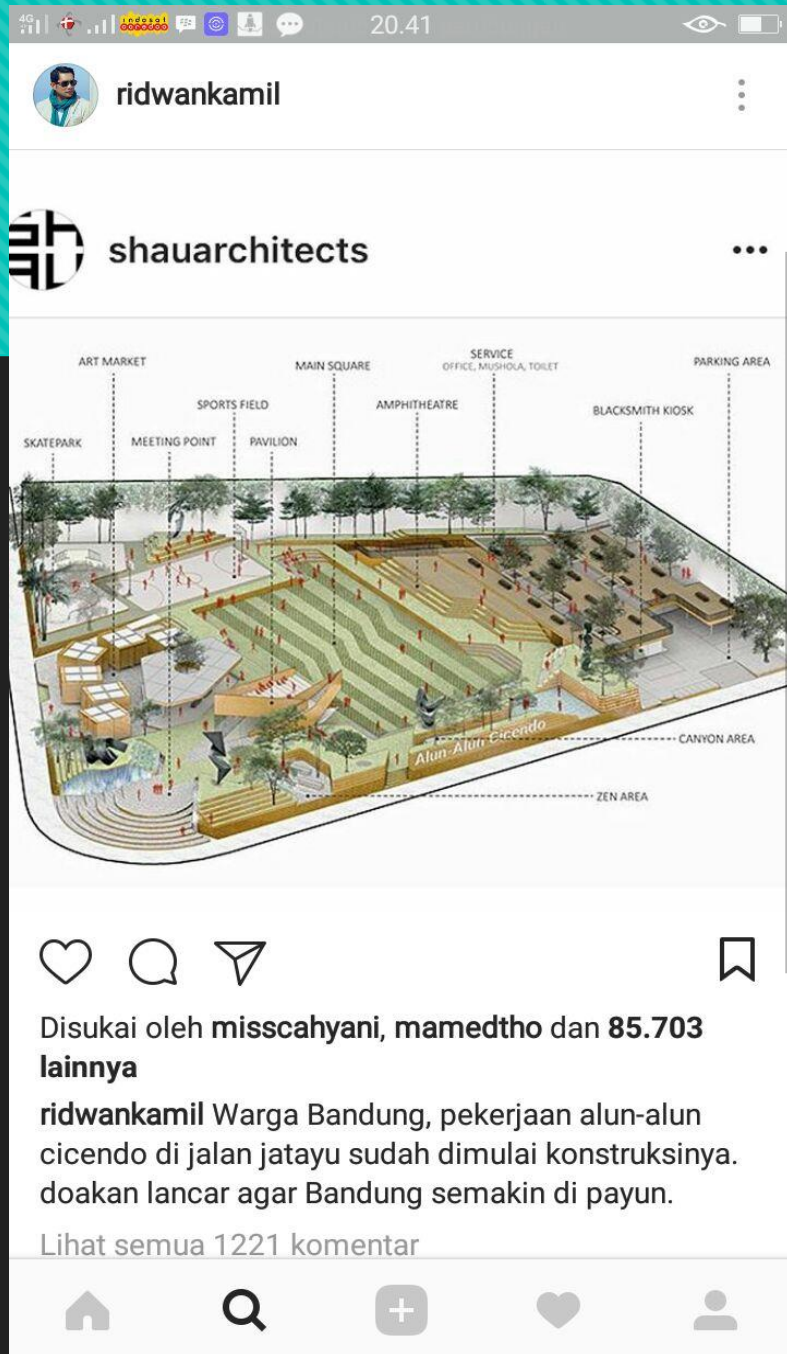 4G indosat ooredoo 20.41
ridwankamil
shauarchitects
ART MARKET
MAIN SQUARE
SERVICE
OFFICE, MUSHOLA, TOILET
PARKING AREA
SPORTS FIELD
AMPHITHEATRE
BLACKSMITH KIOSK
SKATEPARK
MEETING POINT
PAVILION
Alun-Alun Cicendo
CANYON AREA
ZEN AREA
Disukai oleh misscahyani, mamedtho dan 85.703
lainnya
ridwankamil Warga Bandung, pekerjaan alun-alun
cicendo di jalan jatayu sudah dimulai konstruksinya.
doakan lancar agar Bandung semakin di payun.
Lihat semua 1221 komentar